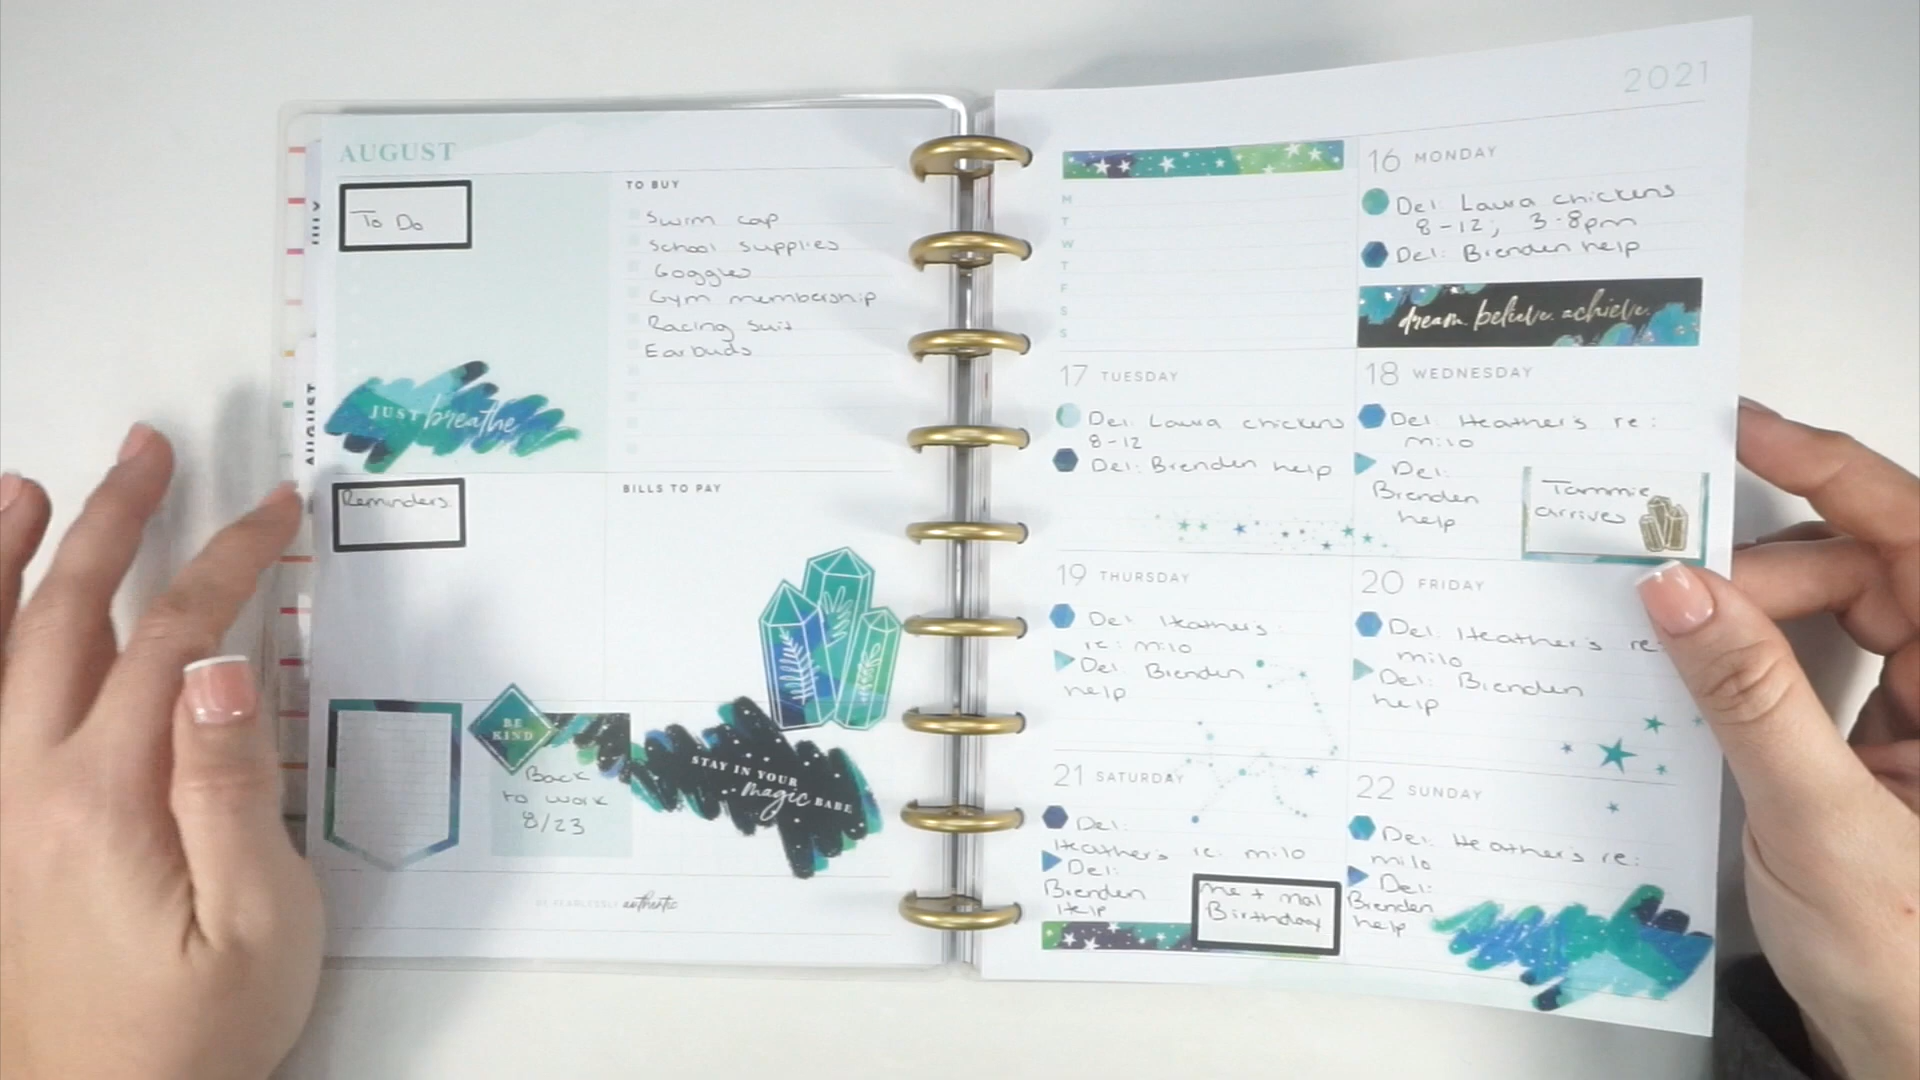 AUGUST
To Do
TO BUY
Swim cap
School supplies
Goggles
Gym membership
Racing suit
Earbuds
JUST breathe
Reminders
BILLS TO PAY
BE
KIND
Back
to work
8/23
STAY IN YOUR
magic BABE
BE FEARLESSLY authentic
AUGUST
2021
M
T
W
T
F
S
S
16 MONDAY
Del: Laura chickens
8-12; 3-8pm
Del: Brenden help
dream. believe. achieve.
17 TUESDAY
Del: Laura chickens
8-12
Del: Brenden help
18 WEDNESDAY
Del: Heather's re:
milo
Del:
Brenden
help
Tammie
arrives
19 THURSDAY
Del: Heather's
re: milo
Del: Brenden
help
20 FRIDAY
Del: Heather's re:
milo
Del: Brenden
help
21 SATURDAY
Del:
Heather's re: milo
Del:
Brenden
Help
me + mal
Birthday
22 SUNDAY
Del: Heather's re:
milo
Del:
Brenden
help